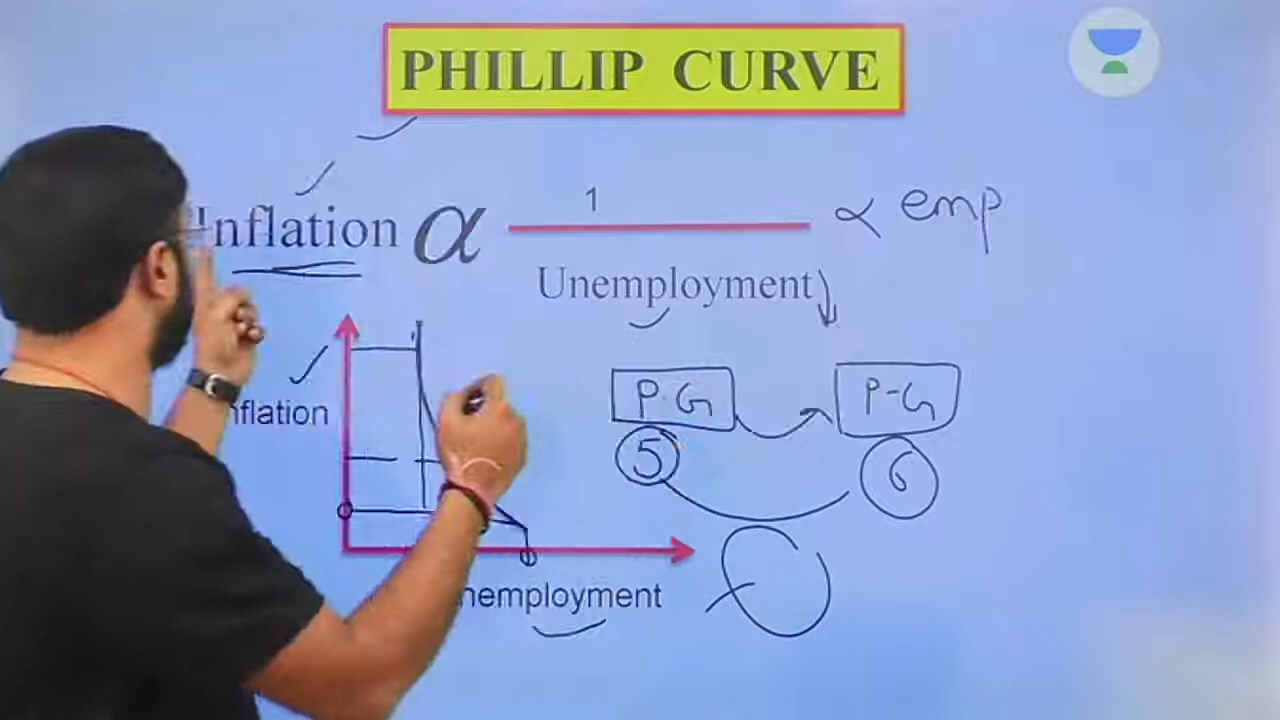 PHILLIP CURVE
Inflation α 1 ∝ emp
Unemployment ↓
P.G P-G
5 6
nflation
nemployment